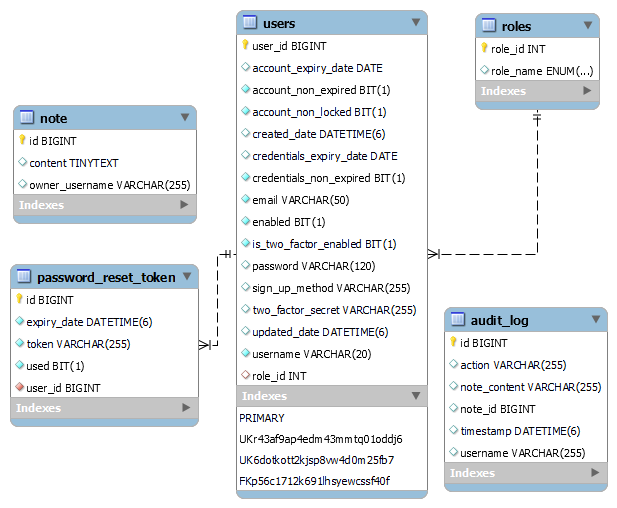 users
user_id BIGINT
account_expiry_date DATE
account_non_expired BIT(1)
account_non_locked BIT(1)
created_date DATETIME(6)
credentials_expiry_date DATE
credentials_non_expired BIT(1)
email VARCHAR(50)
enabled BIT(1)
is_two_factor_enabled BIT(1)
password VARCHAR(120)
sign_up_method VARCHAR(255)
two_factor_secret VARCHAR(255)
updated_date DATETIME(6)
username VARCHAR(20)
role_id INT
Indexes
PRIMARY
UKr43af9ap4edm43mmtq01oddj6
UK6dotkott2kjsp8vw4d0m25fb7
FKp56c1712k691lhsyewcssf40f
roles
role_id INT
role_name ENUM(...)
Indexes
note
id BIGINT
content TINYTEXT
owner_username VARCHAR(255)
Indexes
password_reset_token
id BIGINT
expiry_date DATETIME(6)
token VARCHAR(255)
used BIT(1)
user_id BIGINT
Indexes
audit_log
id BIGINT
action VARCHAR(255)
note_content VARCHAR(255)
note_id BIGINT
timestamp DATETIME(6)
username VARCHAR(255)
Indexes